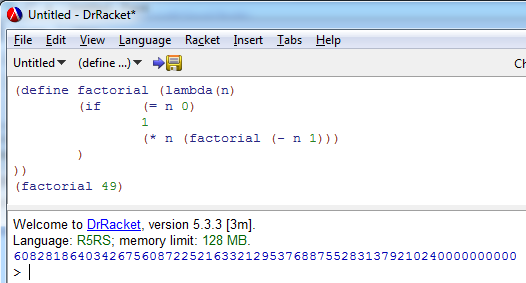 Untitled - DrRacket*
File Edit View Language Racket Insert Tabs Help
Untitled▼ (define ...)▼ Ch
(define factorial (lambda(n)
(if (= n 0)
1
(* n (factorial (- n 1)))
)
))
(factorial 49)
Welcome to DrRacket, version 5.3.3 [3m].
Language: R5RS; memory limit: 128 MB.
608281864034267560872252163321295376887552831379210240000000000
>